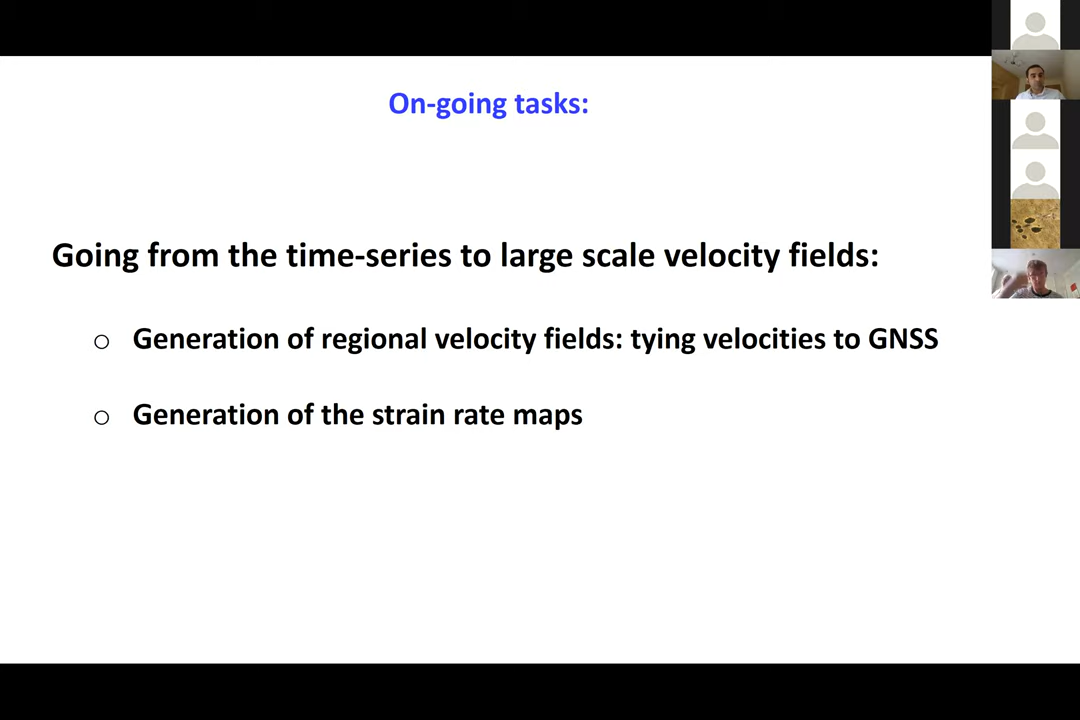 On-going tasks:
Going from the time-series to large scale velocity fields:
o Generation of regional velocity fields: tying velocities to GNSS
o Generation of the strain rate maps